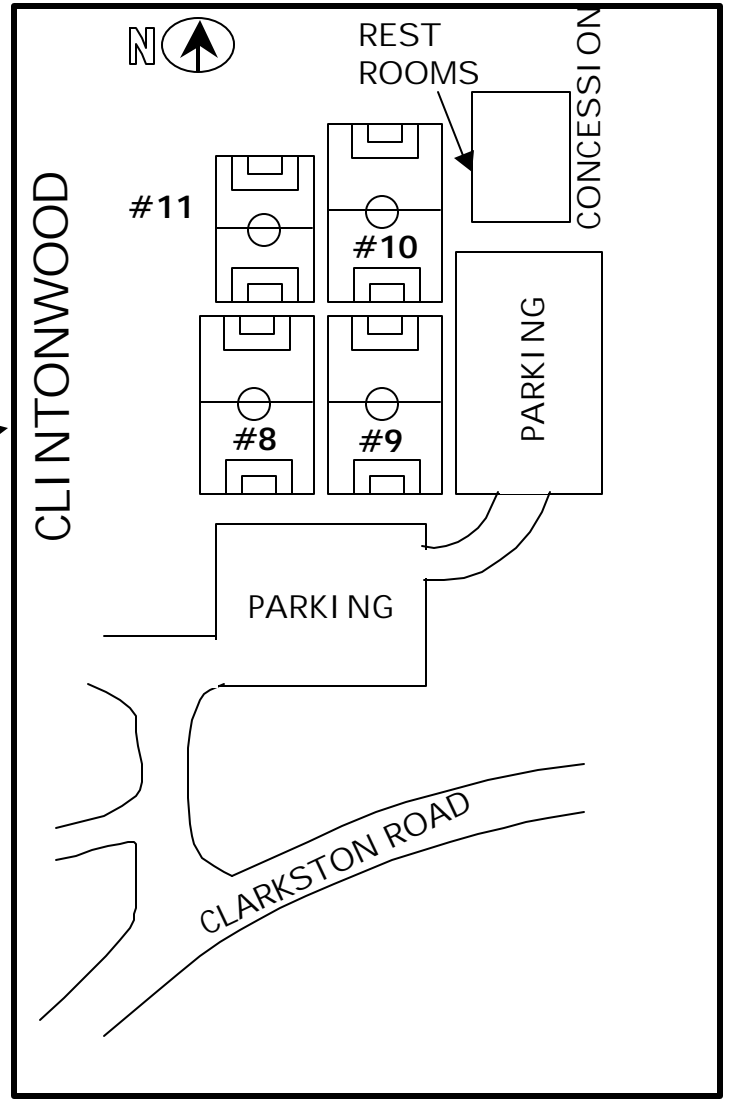 N
REST
ROOMS
CONCESSION
CLINTONWOOD
#11
#10
PARKING
#8
#9
PARKING
CLARKSTON ROAD